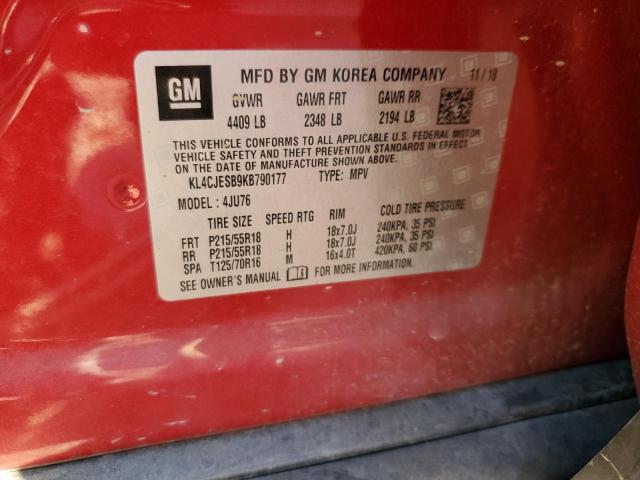 GM
MFD BY GM KOREA COMPANY 11/18
GVWR GAWR FRT GAWR RR
4409 LB 2348 LB 2194 LB
THIS VEHICLE CONFORMS TO ALL APPLICABLE U.S. FEDERAL MOTOR
VEHICLE SAFETY AND THEFT PREVENTION STANDARDS IN EFFECT
ON THE DATE OF MANUFACTURE SHOWN ABOVE.
KL4CJESB9KB790177 TYPE: MPV
MODEL: 4JU76
TIRE SIZE SPEED RTG RIM COLD TIRE PRESSURE
FRT P215/55R18 H 18x7.0J 240KPA, 35 PSI
RR P215/55R18 H 18x7.0J 240KPA, 35 PSI
SPA T125/70R16 M 16x4.0T 420KPA, 60 PSI
SEE OWNER'S MANUAL FOR MORE INFORMATION.